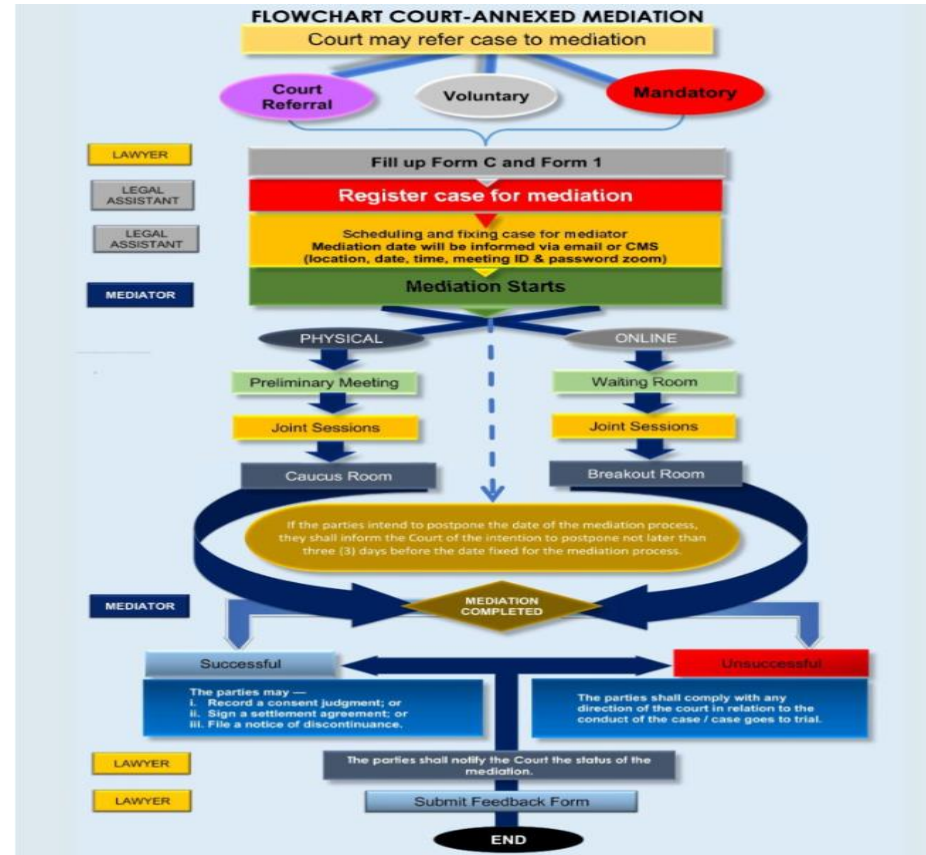 FLOWCHART COURT-ANNEXED MEDIATION
Court may refer case to mediation
Court
Referral
Voluntary
Mandatory
LAWYER
Fill up Form C and Form 1
LEGAL
ASSISTANT
Register case for mediation
LEGAL
ASSISTANT
Scheduling and fixing case for mediator
Mediation date will be informed via email or CMS
(location, date, time, meeting ID & password zoom)
MEDIATOR
Mediation Starts
PHYSICAL
ONLINE
Preliminary Meeting
Waiting Room
Joint Sessions
Joint Sessions
Caucus Room
Breakout Room
If the parties intend to postpone the date of the mediation process,
they shall inform the Court of the intention to postpone not later than
three (3) days before the date fixed for the mediation process.
MEDIATOR
MEDIATION
COMPLETED
Successful
Unsuccessful
The parties may —
i. Record a consent judgment; or
ii. Sign a settlement agreement; or
iii. File a notice of discontinuance.
The parties shall comply with any
direction of the court in relation to the
conduct of the case / case goes to trial.
LAWYER
The parties shall notify the Court the status of the
mediation.
LAWYER
Submit Feedback Form
END